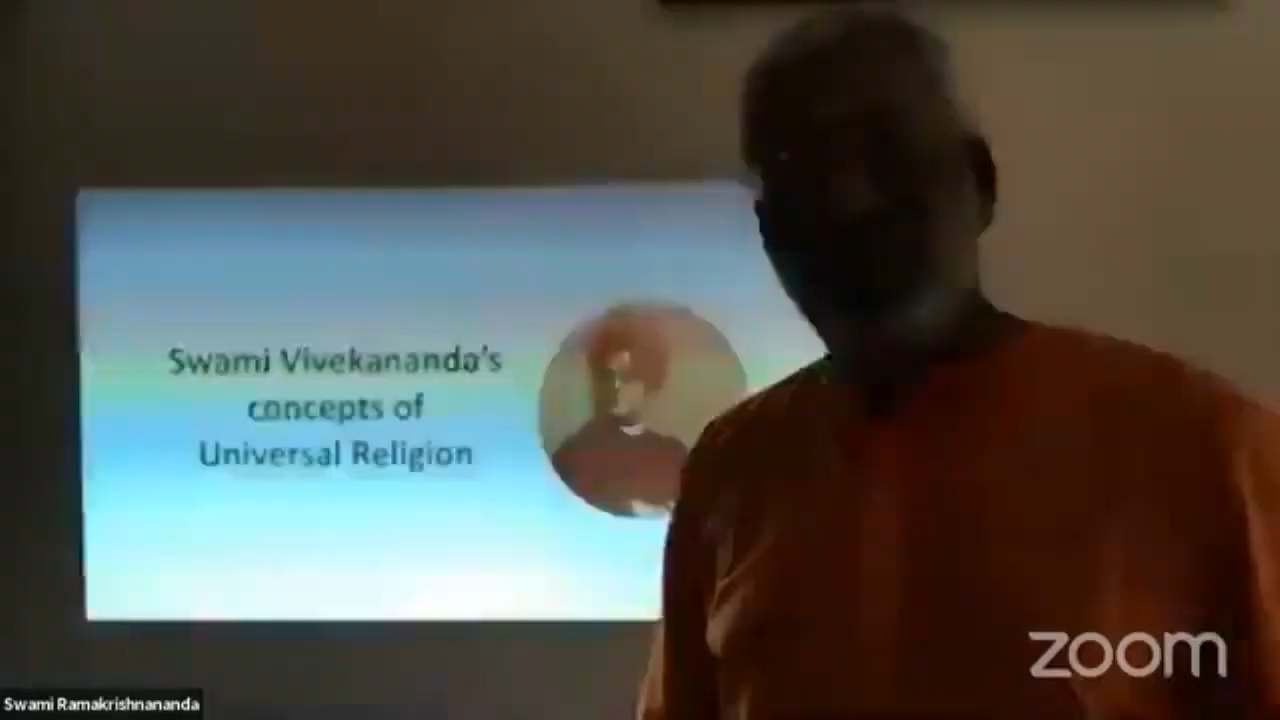 Swami Vivekananda's
concepts of
Universal Religion
zoom
Swami Ramakrishnananda